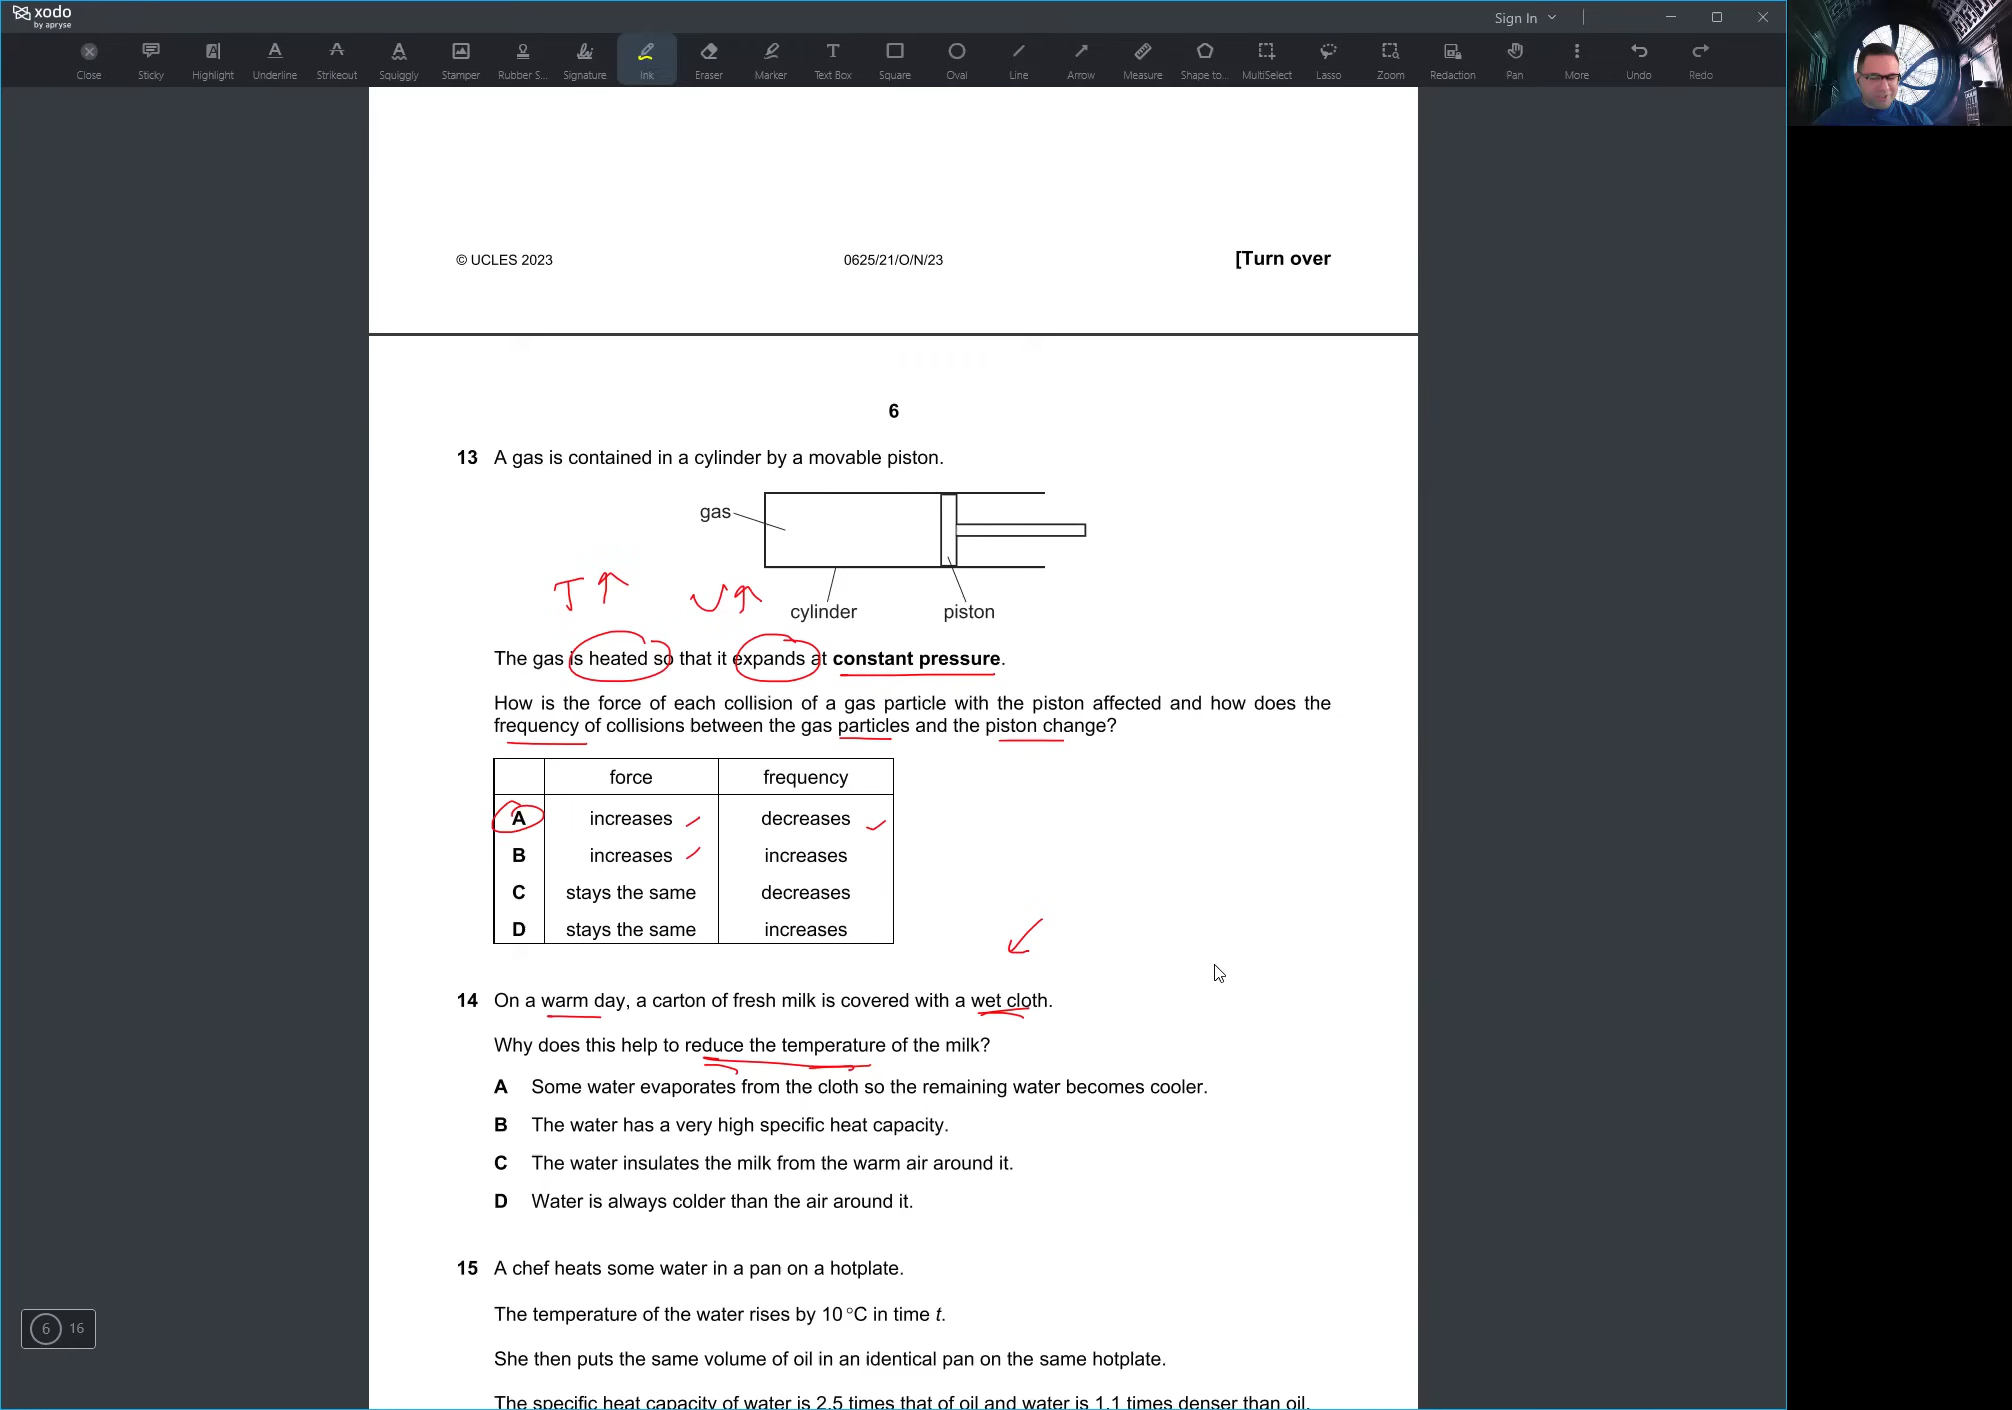 xodo
by apryse
Sign In
Close Sticky Highlight Underline Strikeout Squiggly Stamper Rubber S... Signature Ink Eraser Marker Text Box Square Oval Line Arrow Measure Shape to... MultiSelect Lasso Zoom Redaction Pan More Undo Redo
© UCLES 2023 0625/21/O/N/23 [Turn over
6
13 A gas is contained in a cylinder by a movable piston.
gas
T↑ V↑
cylinder piston
The gas is heated so that it expands at constant pressure.
How is the force of each collision of a gas particle with the piston affected and how does the
frequency of collisions between the gas particles and the piston change?
force frequency
A increases decreases
B increases increases
C stays the same decreases
D stays the same increases
14 On a warm day, a carton of fresh milk is covered with a wet cloth.
Why does this help to reduce the temperature of the milk?
A Some water evaporates from the cloth so the remaining water becomes cooler.
B The water has a very high specific heat capacity.
C The water insulates the milk from the warm air around it.
D Water is always colder than the air around it.
15 A chef heats some water in a pan on a hotplate.
The temperature of the water rises by 10 °C in time t.
She then puts the same volume of oil in an identical pan on the same hotplate.
The specific heat capacity of water is 2.5 times that of oil and water is 1.1 times denser than oil.
6 16